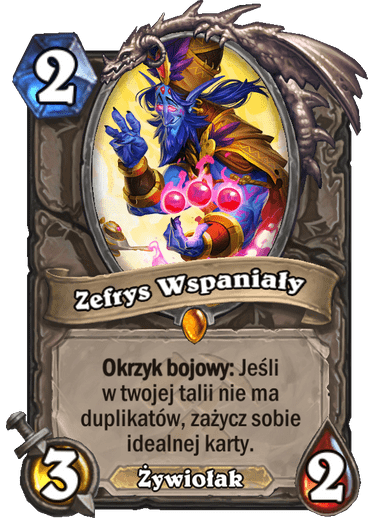 2
Zefrys Wspaniały
Okrzyk bojowy: Jeśli
w twojej talii nie ma
duplikatów, zażycz sobie
idealnej karty.
3
Żywiołak
2